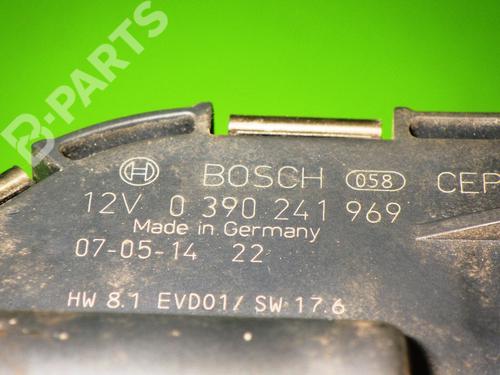 B-PARTS
BOSCH 058 CEP
12V 0 390 241 969
Made in Germany
07-05-14 22
HW 8.1 EVD01/ SW 17.6